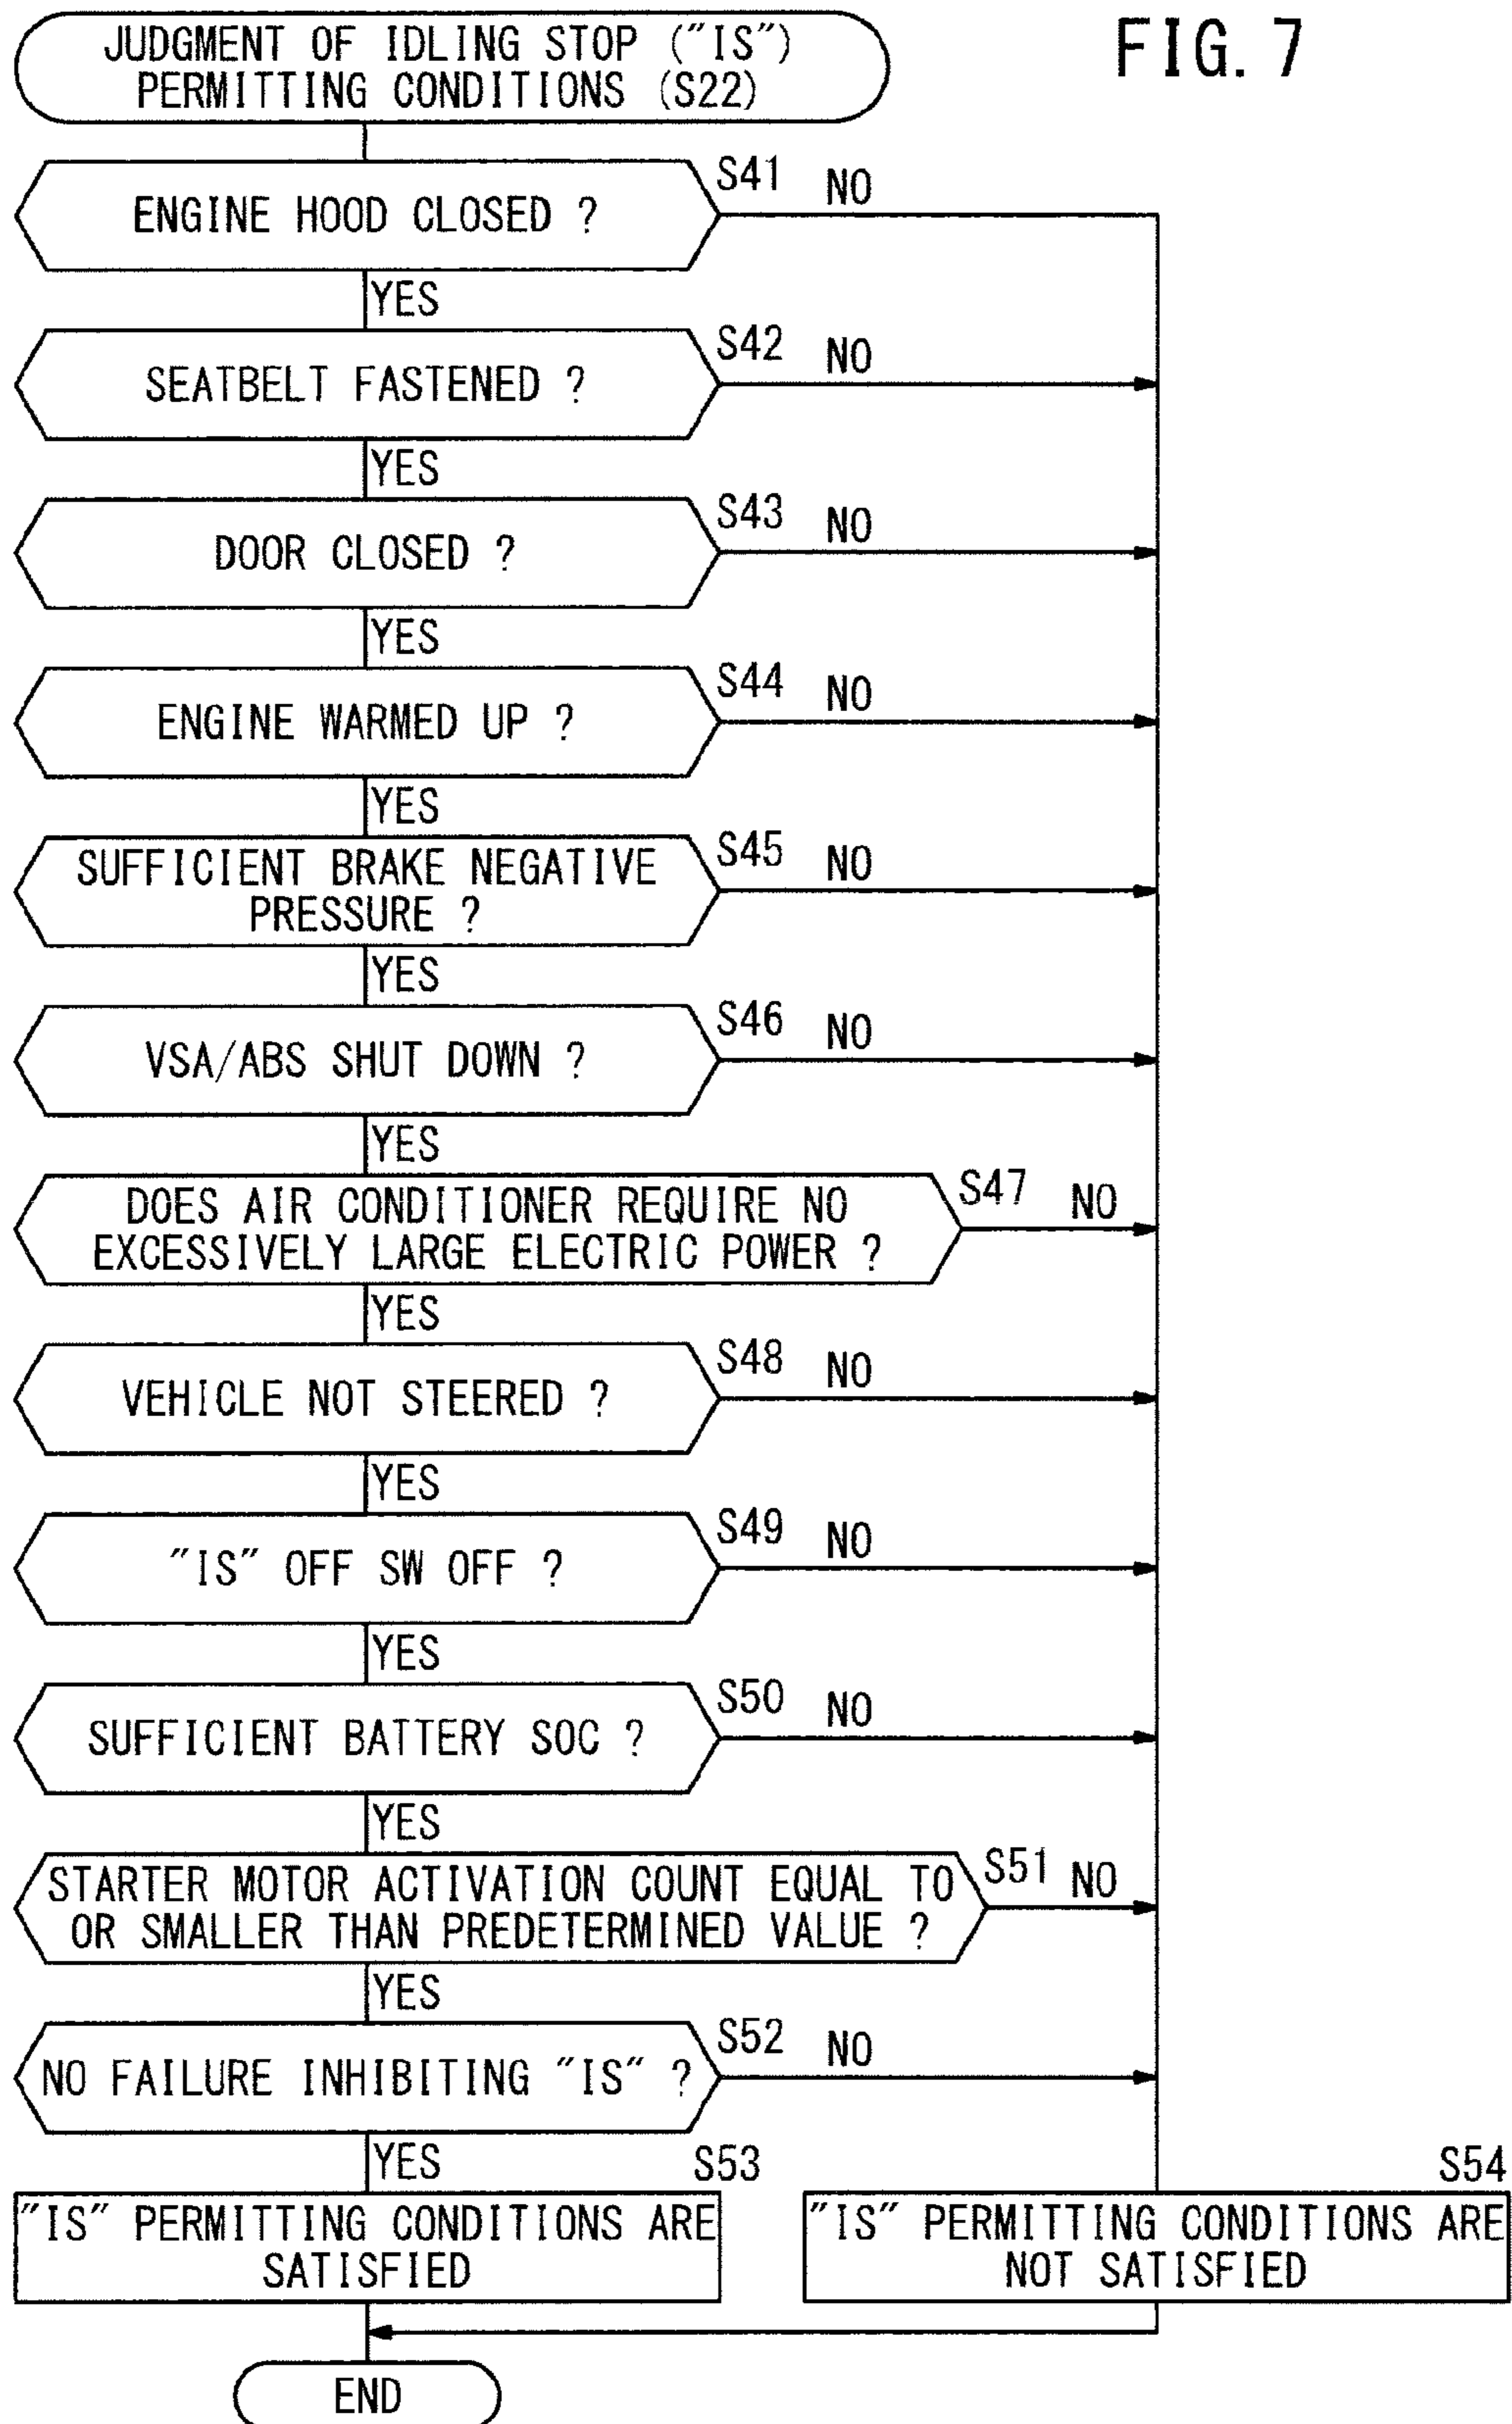 FIG. 7
JUDGMENT OF IDLING STOP ("IS")
PERMITTING CONDITIONS (S22)
S41
NO
ENGINE HOOD CLOSED ?
YES
S42
NO
SEATBELT FASTENED ?
YES
S43
NO
DOOR CLOSED ?
YES
S44
NO
ENGINE WARMED UP ?
YES
S45
NO
SUFFICIENT BRAKE NEGATIVE
PRESSURE ?
YES
S46
NO
VSA/ABS SHUT DOWN ?
YES
S47
NO
DOES AIR CONDITIONER REQUIRE NO
EXCESSIVELY LARGE ELECTRIC POWER ?
YES
S48
NO
VEHICLE NOT STEERED ?
YES
S49
NO
"IS" OFF SW OFF ?
YES
S50
NO
SUFFICIENT BATTERY SOC ?
YES
S51
NO
STARTER MOTOR ACTIVATION COUNT EQUAL TO
OR SMALLER THAN PREDETERMINED VALUE ?
YES
S52
NO
NO FAILURE INHIBITING "IS" ?
YES
S53
"IS" PERMITTING CONDITIONS ARE
SATISFIED
S54
"IS" PERMITTING CONDITIONS ARE
NOT SATISFIED
END